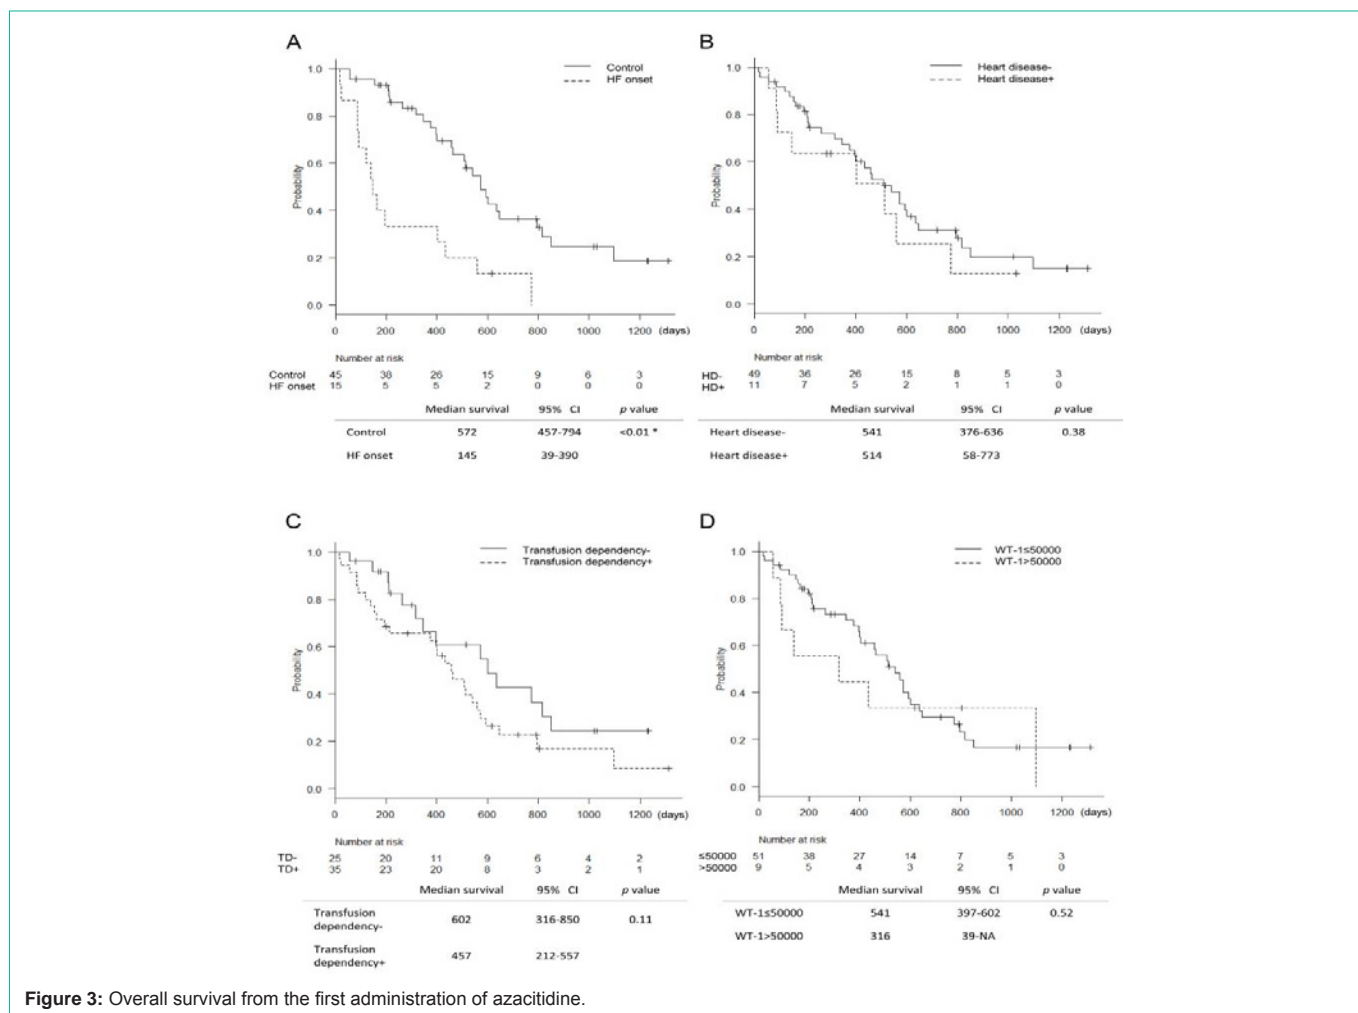 A
Control
HF onset
1.0
0.8
0.6
0.4
0.2
0.0
Probability
0 200 400 600 800 1000 1200 (days)
Number at risk
Control 45 38 26 15 9 6 3
HF onset 15 5 5 2 0 0 0
Median survival 95% CI p value
Control 572 457-794 <0.01 *
HF onset 145 39-390
B
Heart disease-
Heart disease+
1.0
0.8
0.6
0.4
0.2
0.0
Probability
0 200 400 600 800 1000 1200 (days)
Number at risk
HD- 49 36 26 15 8 5 3
HD+ 11 7 5 2 1 1 0
Median survival 95% CI p value
Heart disease- 541 376-636 0.38
Heart disease+ 514 58-773
C
Transfusion dependency-
Transfusion dependency+
1.0
0.8
0.6
0.4
0.2
0.0
Probability
0 200 400 600 800 1000 1200 (days)
Number at risk
TD- 25 20 11 9 6 4 2
TD+ 35 23 20 8 3 2 1
Median survival 95% CI p value
Transfusion
dependency- 602 316-850 0.11
Transfusion
dependency+ 457 212-557
D
WT-1≤50000
WT-1>50000
1.0
0.8
0.6
0.4
0.2
0.0
Probability
0 200 400 600 800 1000 1200 (days)
Number at risk
≤50000 51 38 27 14 7 5 3
>50000 9 5 4 3 2 1 0
Median survival 95% CI p value
WT-1≤50000 541 397-602 0.52
WT-1>50000 316 39-NA
Figure 3: Overall survival from the first administration of azacitidine.